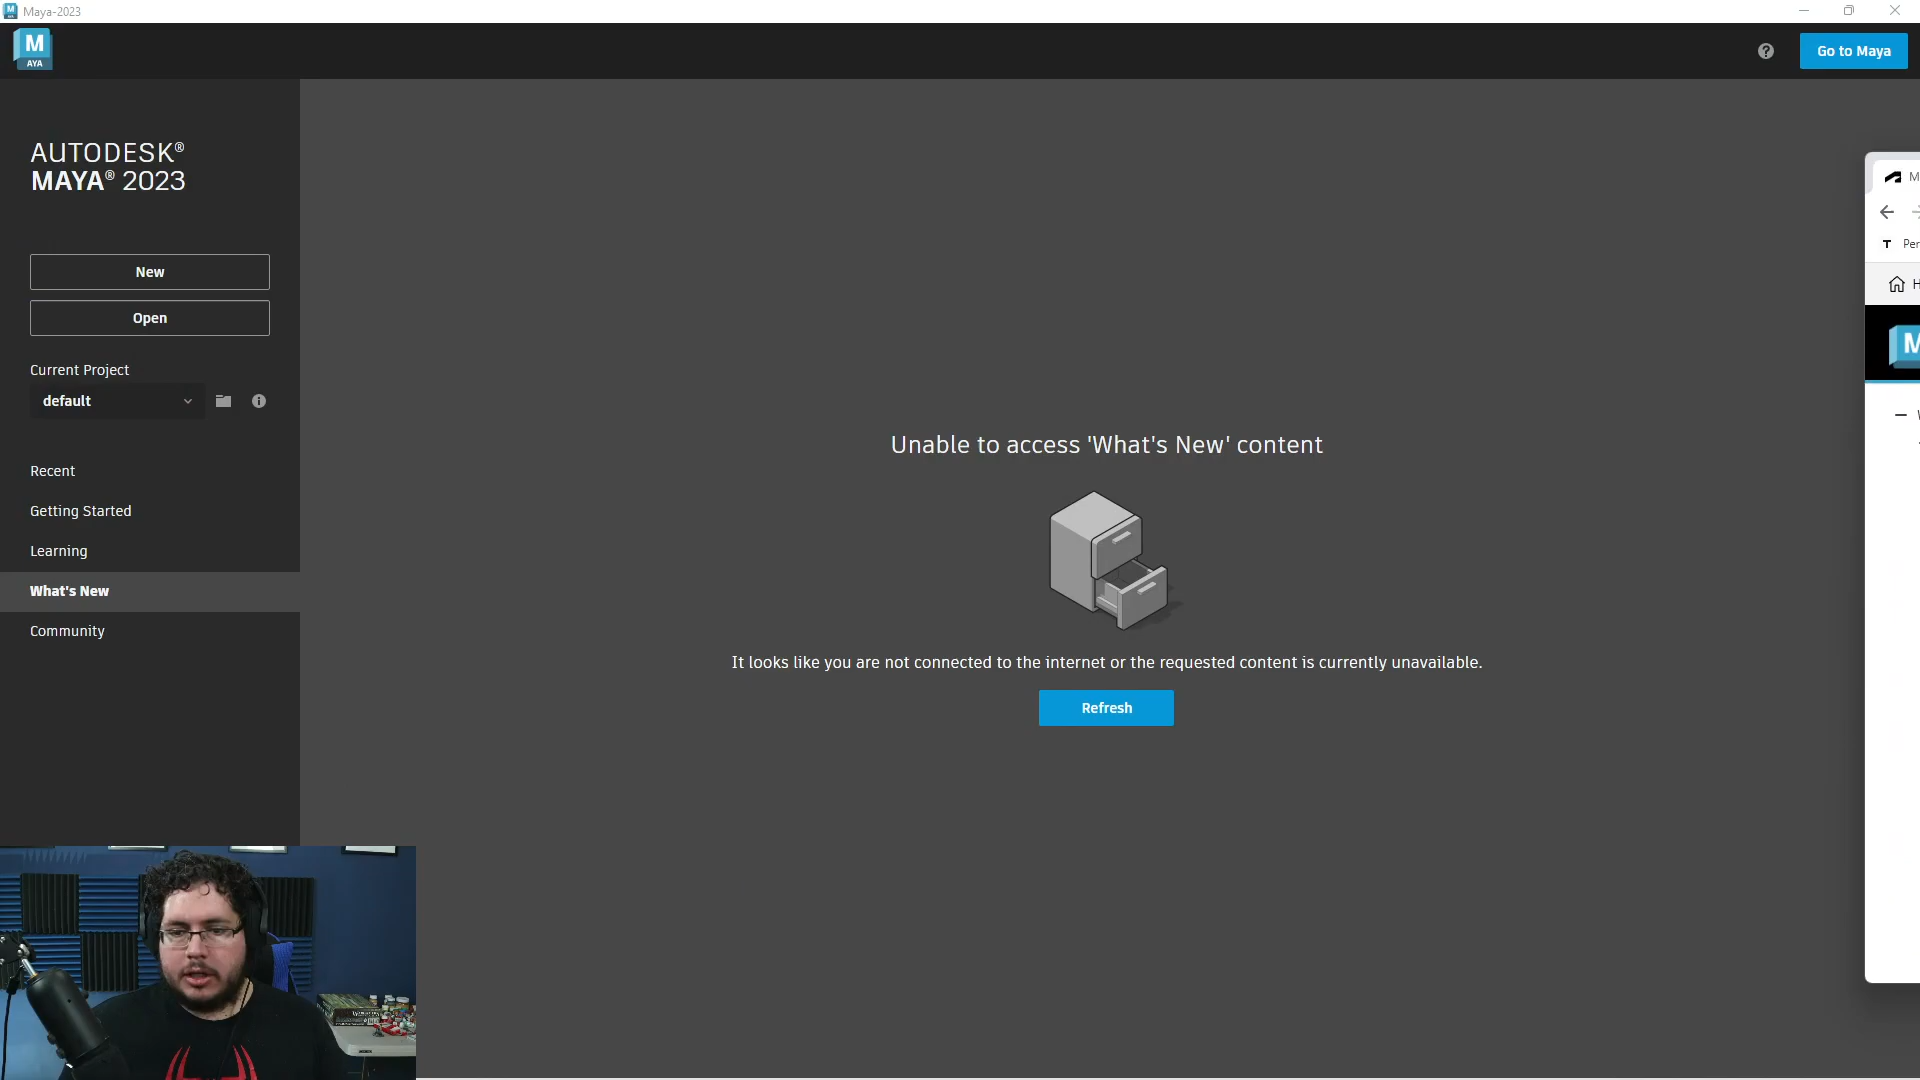 Maya-2023
M
AYA
Go to Maya
AUTODESK®
MAYA® 2023
New
Open
Current Project
default
Recent
Getting Started
Learning
What's New
Community
Unable to access 'What's New' content
It looks like you are not connected to the internet or the requested content is currently unavailable.
Refresh
M
T Per
H
M